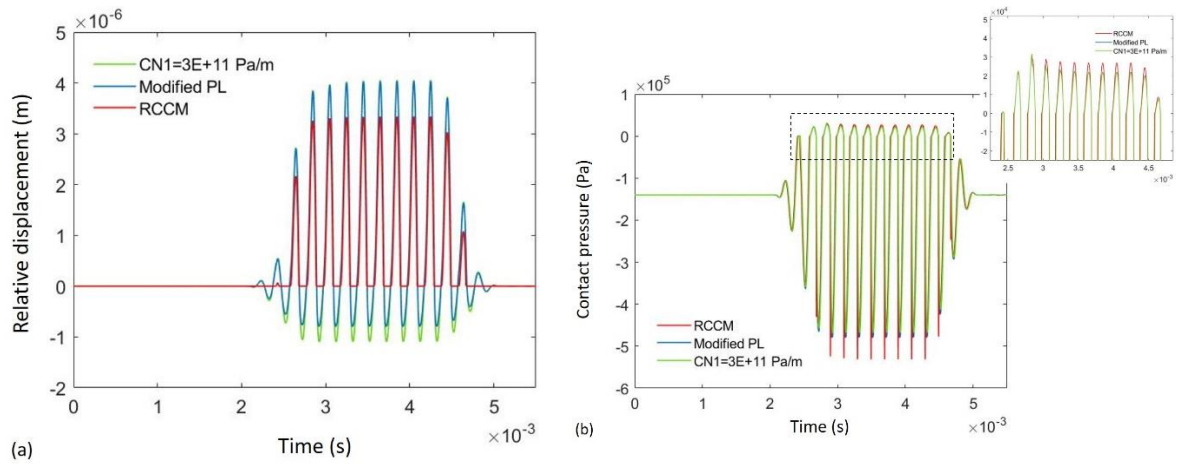 ×10⁻⁶
5
4
3
2
1
0
-1
-2
Relative displacement (m)
CN1=3E+11 Pa/m
Modified PL
RCCM
0 1 2 3 4 5
×10⁻³
Time (s)
(a)
×10⁵
1
0
-1
-2
-3
-4
-5
-6
Contact pressure (Pa)
RCCM
Modified PL
CN1=3E+11 Pa/m
0 1 2 3 4 5
×10⁻³
Time (s)
(b)
×10⁴
5
4
3
2
1
0
-1
-2
RCCM
Modified PL
CN1=3E+11 Pa/m
2.5 3 3.5 4 4.5
×10⁻³